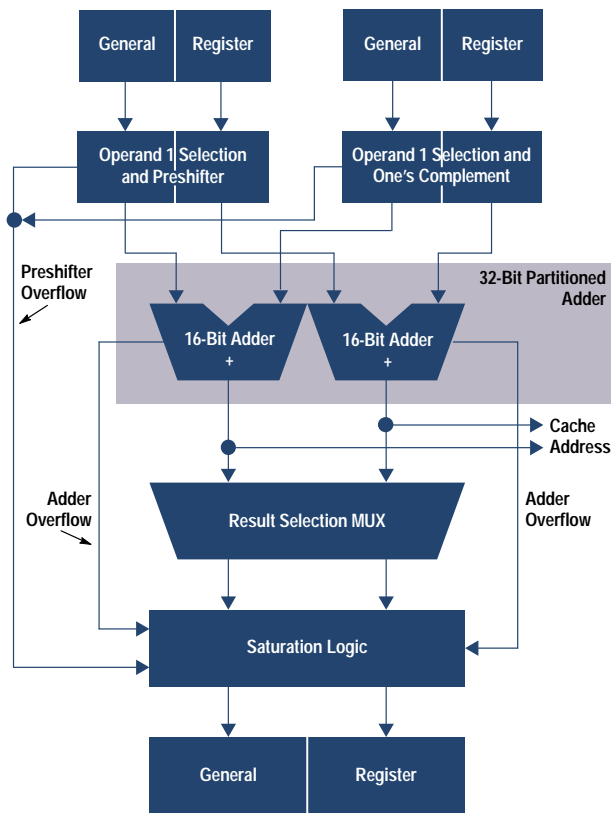 General Register
General Register
Operand 1 Selection
and Preshifter
Operand 1 Selection and
One's Complement
Preshifter
Overflow
32-Bit Partitioned
Adder
16-Bit Adder
+
16-Bit Adder
+
Cache
Address
Adder
Overflow
Result Selection MUX
Adder
Overflow
Saturation Logic
General Register